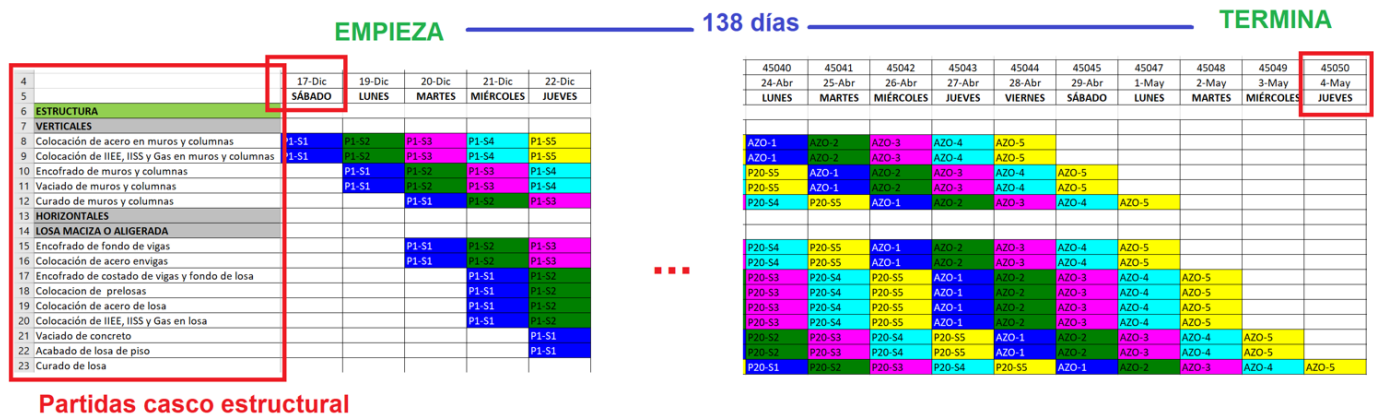 EMPIEZA 138 días TERMINA
4 17-Dic 19-Dic 20-Dic 21-Dic 22-Dic 45040 45041 45042 45043 45044 45045 45047 45048 45049 45050
24-Abr 25-Abr 26-Abr 27-Abr 28-Abr 29-Abr 1-May 2-May 3-May 4-May
5 SÁBADO LUNES MARTES MIÉRCOLES JUEVES LUNES MARTES MIÉRCOLES JUEVES VIERNES SÁBADO LUNES MARTES MIÉRCOLES JUEVES
6 ESTRUCTURA
7 VERTICALES
8 Colocación de acero en muros y columnas P1-S1 P1-S2 P1-S3 P1-S4 P1-S5 AZO-1 AZO-2 AZO-3 AZO-4 AZO-5
9 Colocación de IIEE, IISS y Gas en muros y columnas P1-S1 P1-S2 P1-S3 P1-S4 P1-S5 AZO-1 AZO-2 AZO-3 AZO-4 AZO-5
10 Encofrado de muros y columnas P1-S1 P1-S2 P1-S3 P1-S4 P20-S5 AZO-1 AZO-2 AZO-3 AZO-4 AZO-5
11 Vaciado de muros y columnas P1-S1 P1-S2 P1-S3 P1-S4 P20-S5 AZO-1 AZO-2 AZO-3 AZO-4 AZO-5
12 Curado de muros y columnas P1-S1 P1-S2 P1-S3 P20-S4 P20-S5 AZO-1 AZO-2 AZO-3 AZO-4 AZO-5
13 HORIZONTALES
14 LOSA MACIZA O ALIGERADA
15 Encofrado de fondo de vigas P1-S1 P1-S2 P1-S3 P20-S4 P20-S5 AZO-1 AZO-2 AZO-3 AZO-4 AZO-5
16 Colocación de acero envigas P1-S1 P1-S2 P1-S3 P20-S4 P20-S5 AZO-1 AZO-2 AZO-3 AZO-4 AZO-5
17 Encofrado de costado de vigas y fondo de losa P1-S1 P1-S2 P20-S3 P20-S4 P20-S5 AZO-1 AZO-2 AZO-3 AZO-4 AZO-5
18 Colocacion de prelosas P1-S1 P1-S2 P20-S3 P20-S4 P20-S5 AZO-1 AZO-2 AZO-3 AZO-4 AZO-5
19 Colocación de acero de losa P1-S1 P1-S2 P20-S3 P20-S4 P20-S5 AZO-1 AZO-2 AZO-3 AZO-4 AZO-5
20 Colocación de IIEE, IISS y Gas en losa P1-S1 P1-S2 P20-S3 P20-S4 P20-S5 AZO-1 AZO-2 AZO-3 AZO-4 AZO-5
21 Vaciado de concreto P1-S1 P20-S2 P20-S3 P20-S4 P20-S5 AZO-1 AZO-2 AZO-3 AZO-4 AZO-5
22 Acabado de losa de piso P1-S1 P20-S2 P20-S3 P20-S4 P20-S5 AZO-1 AZO-2 AZO-3 AZO-4 AZO-5
23 Curado de losa P20-S1 P20-S2 P20-S3 P20-S4 P20-S5 AZO-1 AZO-2 AZO-3 AZO-4 AZO-5
...
Partidas casco estructural